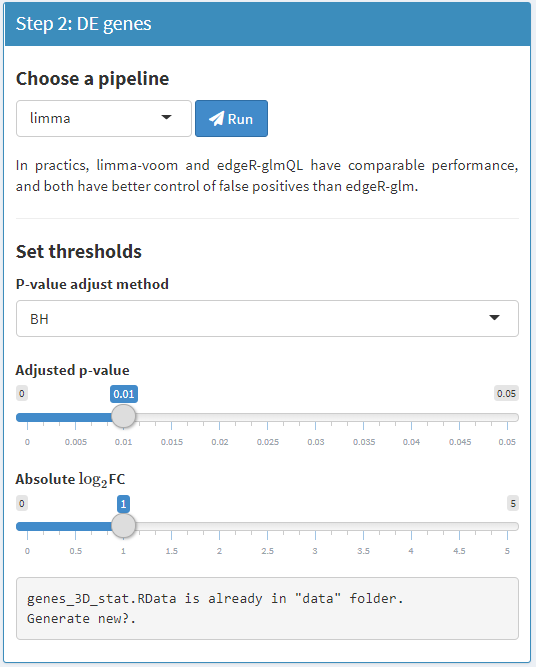 Step 2: DE genes
Choose a pipeline
limma
Run
In practics, limma-voom and edgeR-glmQL have comparable performance,
and both have better control of false positives than edgeR-glm.
Set thresholds
P-value adjust method
BH
Adjusted p-value
0 0.01 0.05
0 0.005 0.01 0.015 0.02 0.025 0.03 0.035 0.04 0.045 0.05
Absolute log₂FC
0 1 5
0 0.5 1 1.5 2 2.5 3 3.5 4 4.5 5
genes_3D_stat.RData is already in "data" folder.
Generate new?.